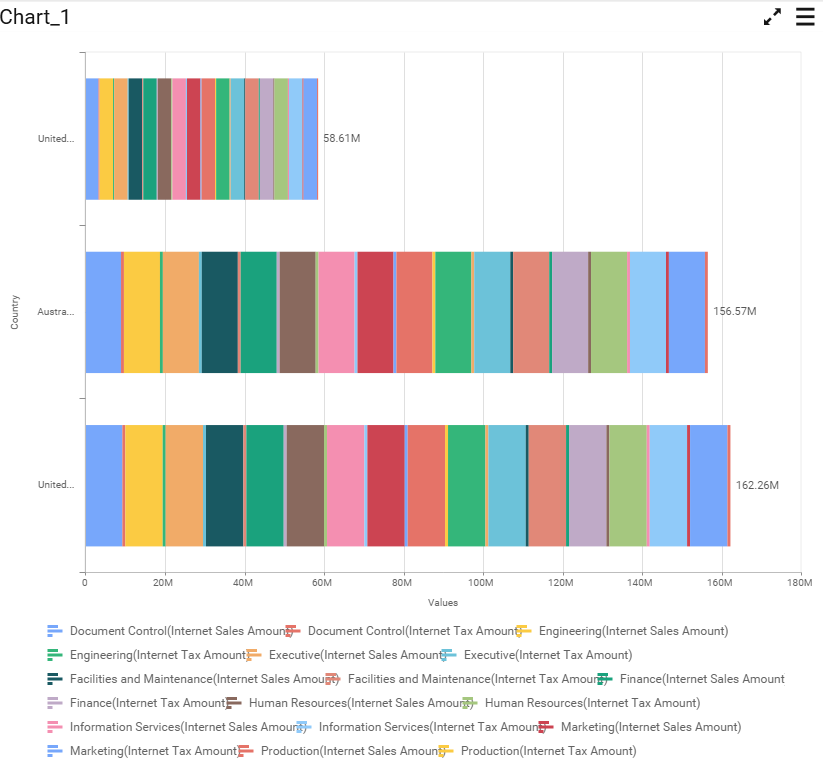 Chart_1
United...
58.61M
Country
Austra...
156.57M
United...
162.26M
0 20M 40M 60M 80M 100M 120M 140M 160M 180M
Values
Document Control(Internet Sales Amount) Document Control(Internet Tax Amount) Engineering(Internet Sales Amount)
Engineering(Internet Tax Amount) Executive(Internet Sales Amount) Executive(Internet Tax Amount)
Facilities and Maintenance(Internet Sales Amount) Facilities and Maintenance(Internet Tax Amount) Finance(Internet Sales Amount
Finance(Internet Tax Amount) Human Resources(Internet Sales Amount) Human Resources(Internet Tax Amount)
Information Services(Internet Sales Amount) Information Services(Internet Tax Amount) Marketing(Internet Sales Amount)
Marketing(Internet Tax Amount) Production(Internet Sales Amount) Production(Internet Tax Amount)